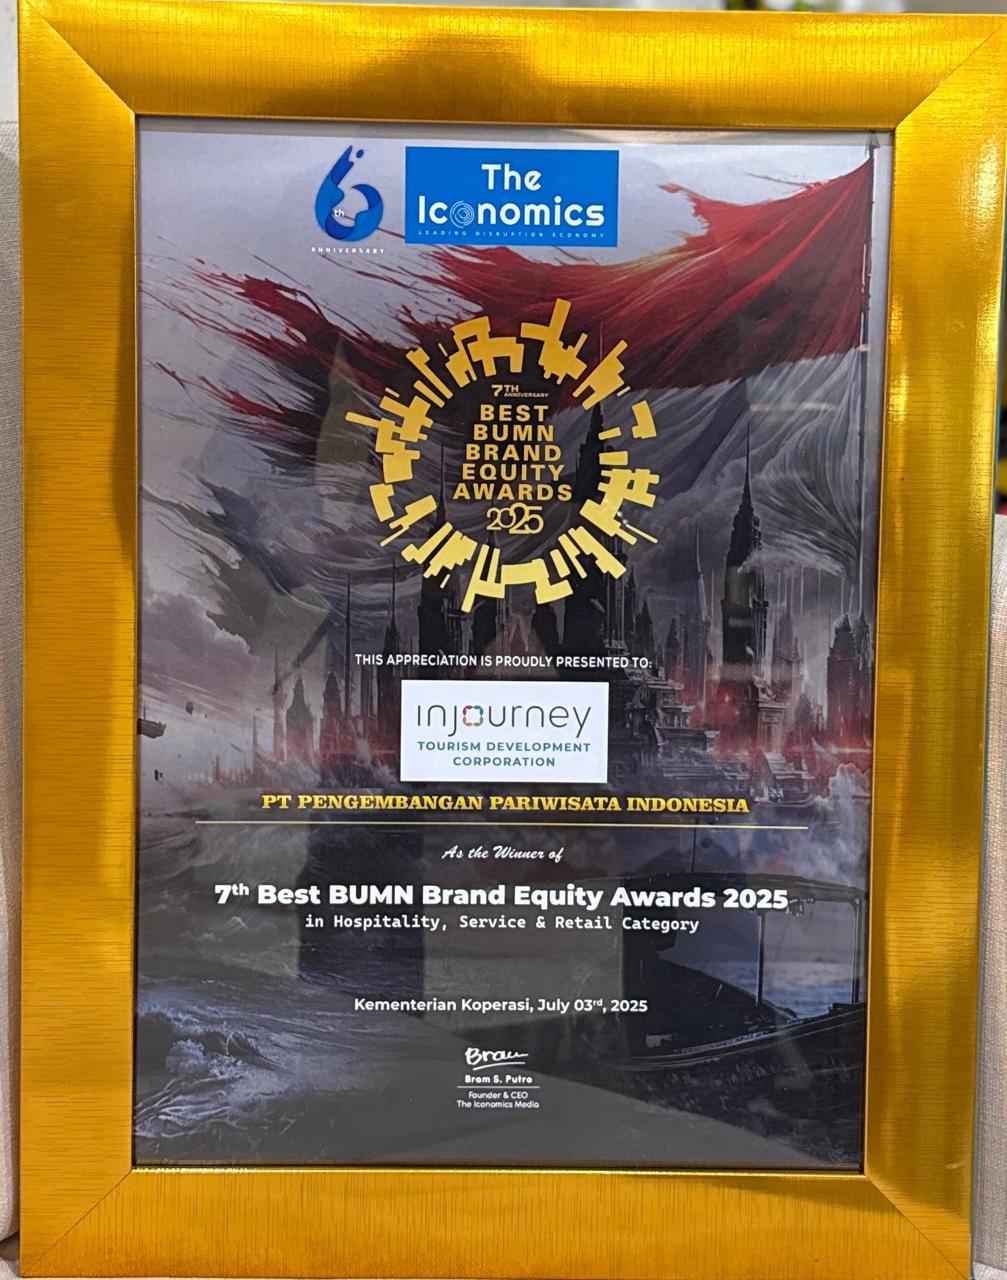 6th
ANNIVERSARY
The
Iconomics
LEADING DISRUPTION ECONOMY
7TH
ANNIVERSARY
BEST
BUMN
BRAND
EQUITY
AWARDS
2025
THIS APPRECIATION IS PROUDLY PRESENTED TO:
injourney
TOURISM DEVELOPMENT
CORPORATION
PT PENGEMBANGAN PARIWISATA INDONESIA
As the Winner of
7th Best BUMN Brand Equity Awards 2025
in Hospitality, Service & Retail Category
Kementerian Koperasi, July 03rd, 2025
Bram
Bram S. Putro
Founder & CEO
The Iconomics Media